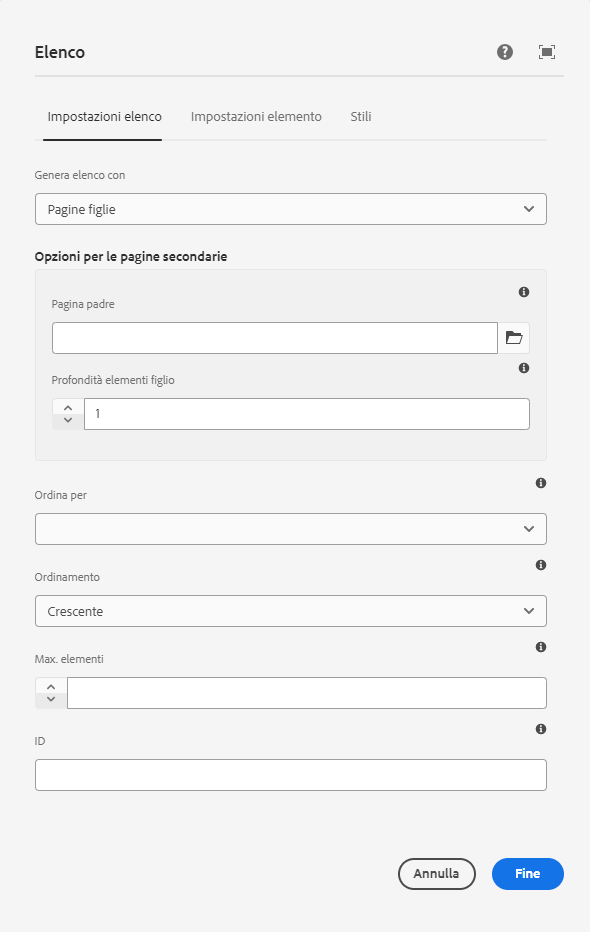 Elenco
Impostazioni elenco Impostazioni elemento Stili
Genera elenco con
Pagine figlie
Opzioni per le pagine secondarie
Pagina padre
Profondità elementi figlio
1
Ordina per
Ordinamento
Crescente
Max. elementi
ID
Annulla Fine